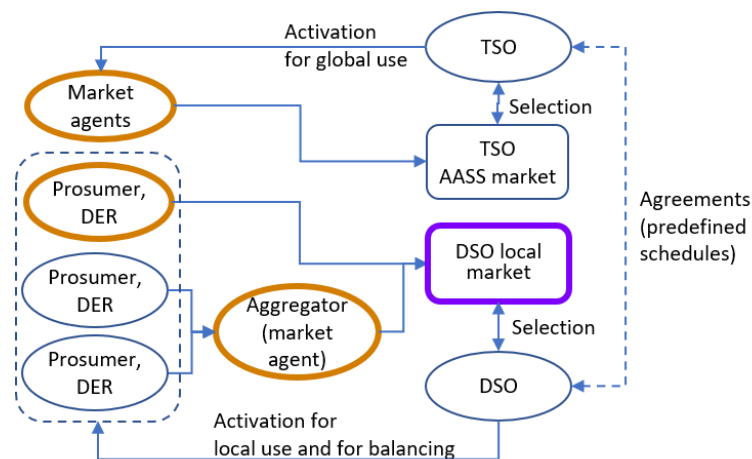 Activation
for global use
TSO
Market
agents
Selection
TSO
AASS market
Prosumer,
DER
Agreements
(predefined
schedules)
DSO local
market
Prosumer,
DER
Aggregator
(market
agent)
Selection
Prosumer,
DER
DSO
Activation for
local use and for balancing